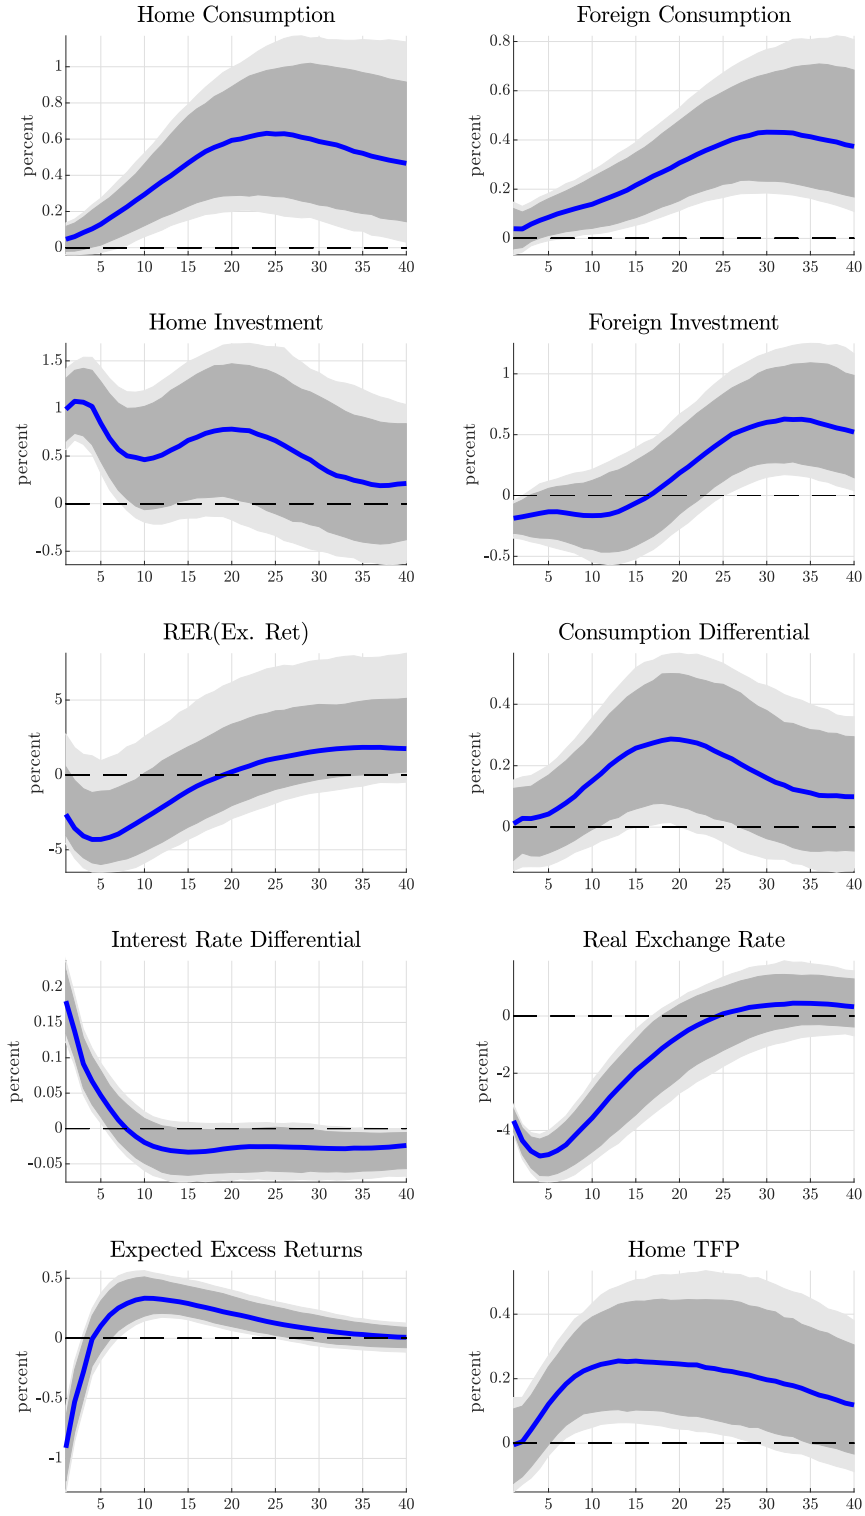 Home Consumption
percent
1
0.8
0.6
0.4
0.2
0
5 10 15 20 25 30 35 40
Foreign Consumption
percent
0.8
0.6
0.4
0.2
0
5 10 15 20 25 30 35 40
Home Investment
percent
1.5
1
0.5
0
-0.5
5 10 15 20 25 30 35 40
Foreign Investment
percent
1
0.5
0
-0.5
5 10 15 20 25 30 35 40
RER(Ex. Ret)
percent
5
0
-5
5 10 15 20 25 30 35 40
Consumption Differential
percent
0.4
0.2
0
5 10 15 20 25 30 35 40
Interest Rate Differential
percent
0.2
0.15
0.1
0.05
0
-0.05
5 10 15 20 25 30 35 40
Real Exchange Rate
percent
0
-2
-4
5 10 15 20 25 30 35 40
Expected Excess Returns
percent
0.5
0
-0.5
-1
5 10 15 20 25 30 35 40
Home TFP
percent
0.4
0.2
0
5 10 15 20 25 30 35 40